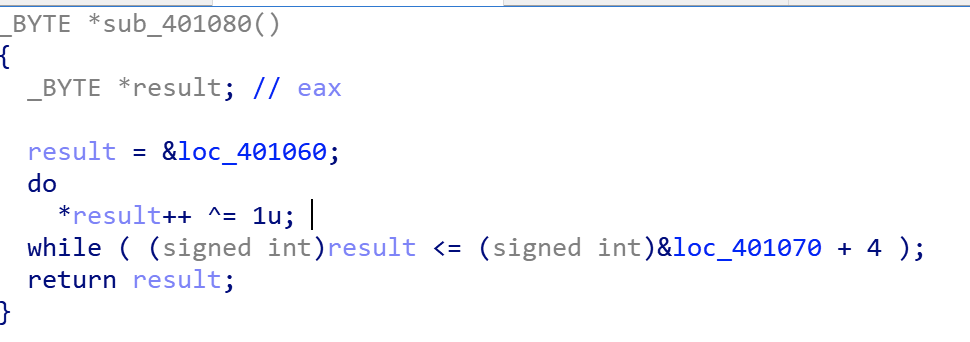 _BYTE *sub_401080()
{
_BYTE *result; // eax
result = &loc_401060;
do
*result++ ^= 1u;
while ( (signed int)result <= (signed int)&loc_401070 + 4 );
return result;
}